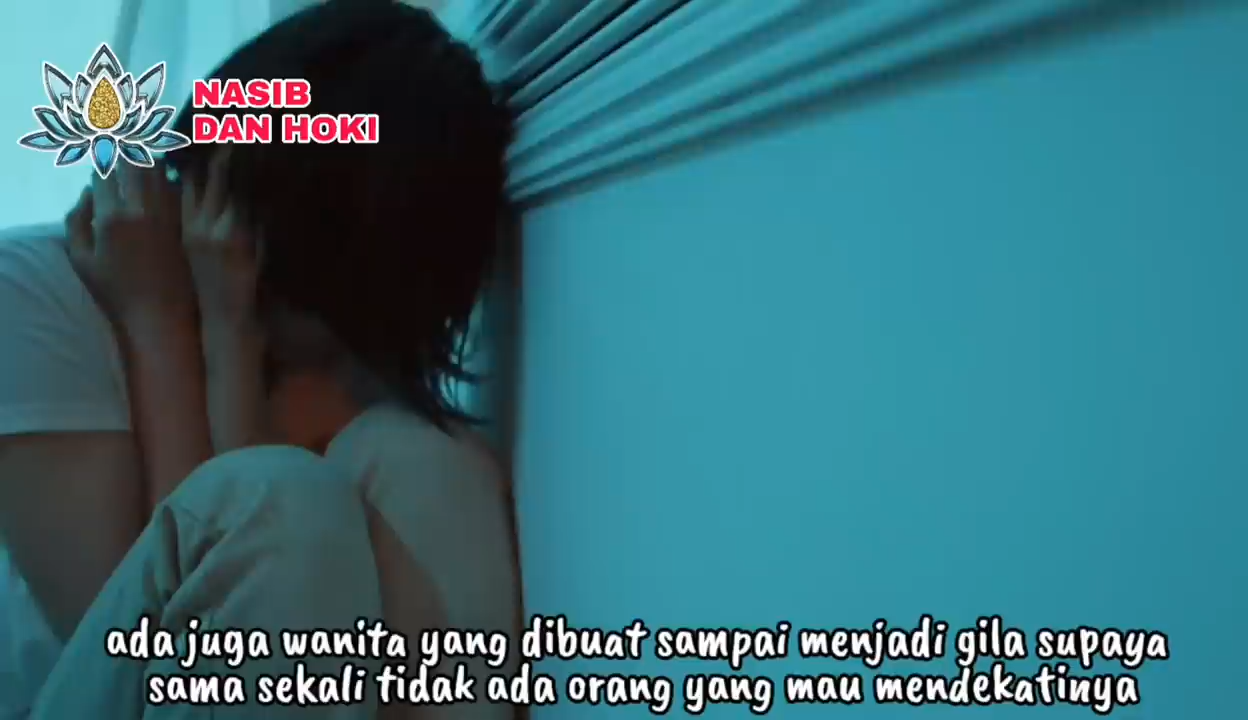 NASIB
DAN HOKI
ada juga wanita yang dibuat sampai menjadi gila supaya
sama sekali tidak ada orang yang mau mendekatinya